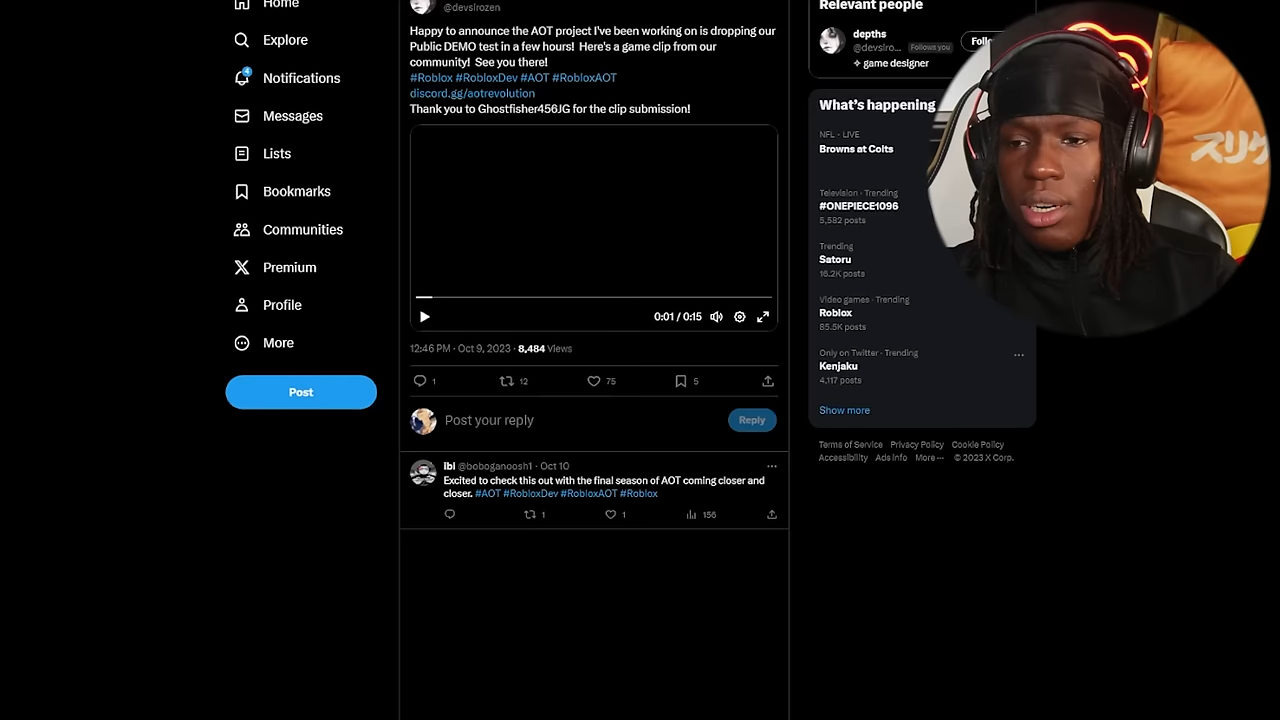 Home
Explore
4
Notifications
Messages
Lists
Bookmarks
Communities
Premium
Profile
More
Post
@devslrozen
Happy to announce the AOT project I've been working on is dropping our
Public DEMO test in a few hours! Here's a game clip from our
community! See you there!
#Roblox #RobloxDev #AOT #RobloxAOT
discord.gg/aotrevolution
Thank you to Ghostfisher456JG for the clip submission!
0:01 / 0:15
12:46 PM · Oct 9, 2023 · 8,484 Views
1 12 75 5
Post your reply
Reply
ibi @boboganoosh1 · Oct 10
Excited to check this out with the final season of AOT coming closer and
closer. #AOT #RobloxDev #RobloxAOT #Roblox
1 1 156
Relevant people
depths
@devslro... Follows you
✧ game designer
What's happening
NFL · LIVE
Browns at Colts
Television · Trending
#ONEPIECE1096
5,582 posts
Trending
Satoru
16.2K posts
Video games · Trending
Roblox
85.5K posts
Only on Twitter · Trending
Kenjaku
4,117 posts
Show more
Terms of Service Privacy Policy Cookie Policy
Accessibility Ads info More ··· © 2023 X Corp.